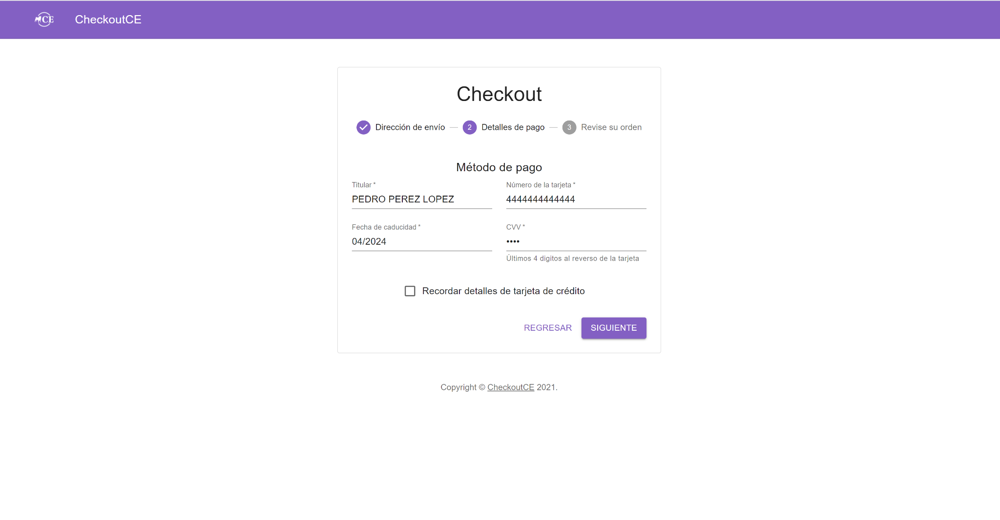 CE CheckoutCE
Checkout
Dirección de envío 2 Detalles de pago 3 Revise su orden
Método de pago
Titular * Número de la tarjeta *
PEDRO PEREZ LOPEZ 4444444444444
Fecha de caducidad * CVV *
04/2024 ••••
Últimos 4 digitos al reverso de la tarjeta
Recordar detalles de tarjeta de crédito
REGRESAR SIGUIENTE
Copyright © CheckoutCE 2021.